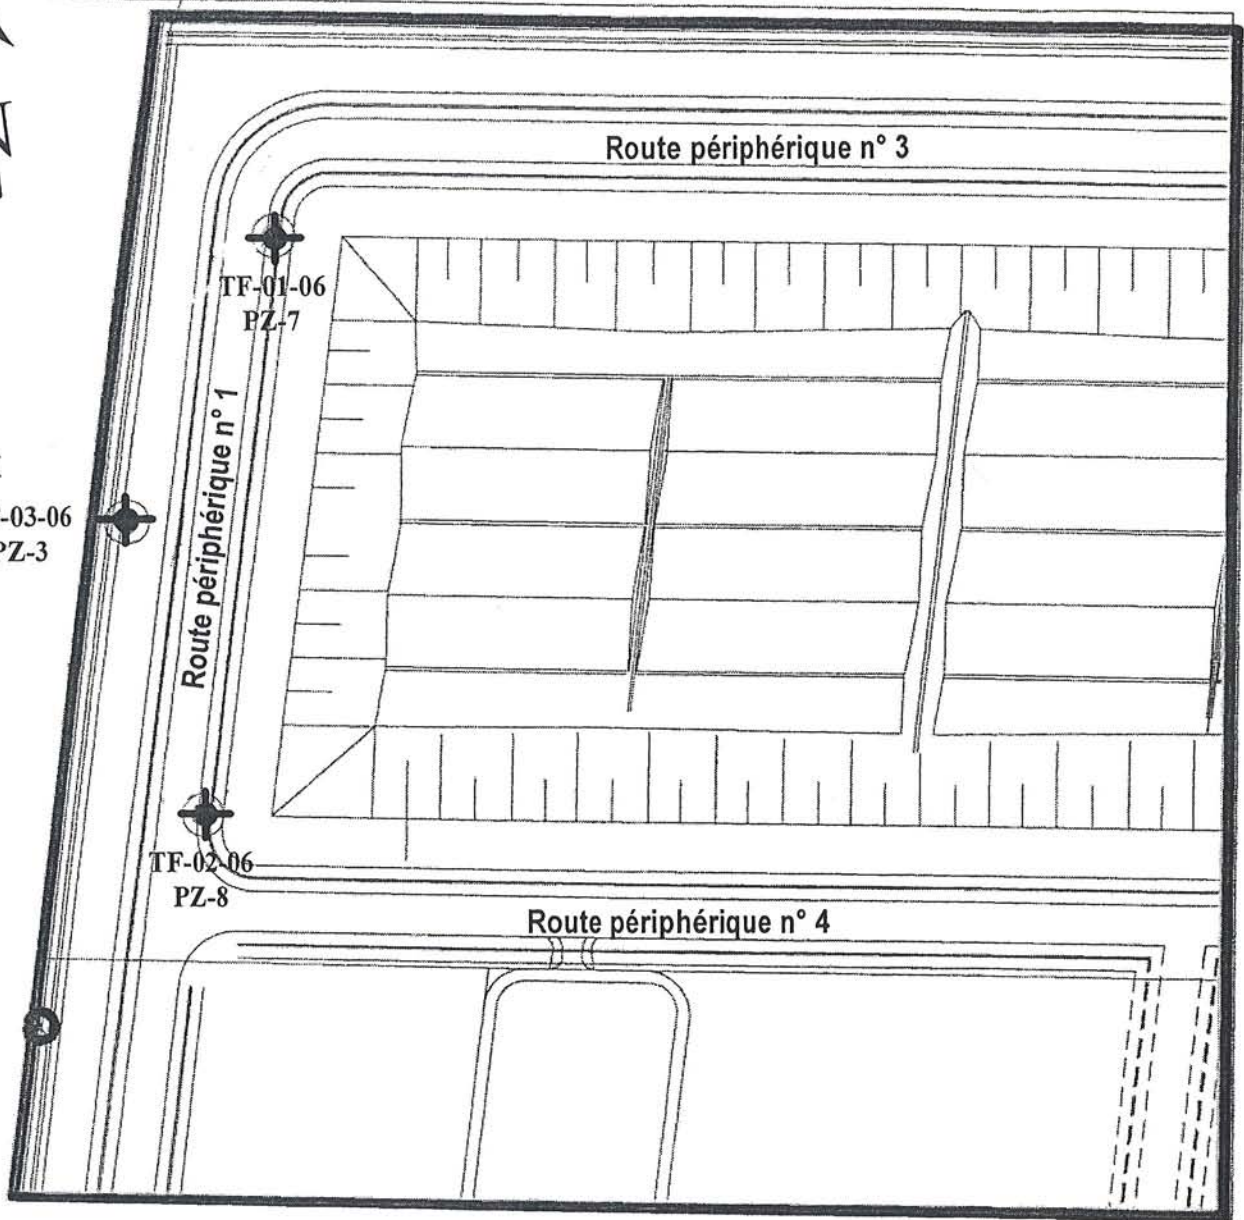 Route périphérique n° 3
TF-01-06
PZ-7
Route périphérique n° 1
-03-06
PZ-3
TF-02-06
PZ-8
Route périphérique n° 4